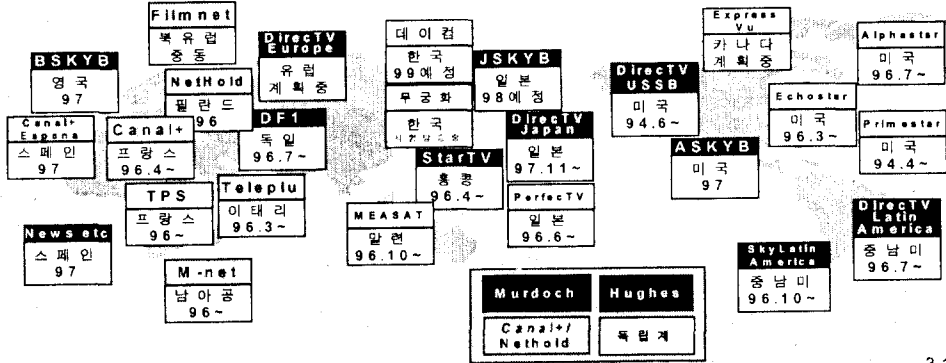 Filmnet
북유럽
중동
BSKYB
영국
97
NetHold
필란드
96
DirecTV
Europe
유럽
계획중
Canal+
Espana
스페인
97
Canal+
프랑스
96.4~
DF1
독일
96.7~
TPS
프랑스
96~
Teleplu
이태리
96.3~
News etc
스페인
97
M-net
남아공
96~
데이컴
한국
99예정
무궁화
한국
JSKYB
일본
98예정
StarTV
홍콩
96.4~
DirecTV
Japan
일본
97.11~
MEASAT
말련
96.10~
PerfecTV
일본
96.6~
DirecTV
USSB
미국
94.6~
Express
Vu
카나다
계획중
Alphastar
미국
96.7~
Echostar
미국
96.3~
Primestar
미국
94.4~
ASKYB
미국
97
SkyLatin
America
중남미
96.10~
DirecTV
Latin
America
중남미
96.7~
Murdoch
Hughes
Canal+/
Nethold
독립계